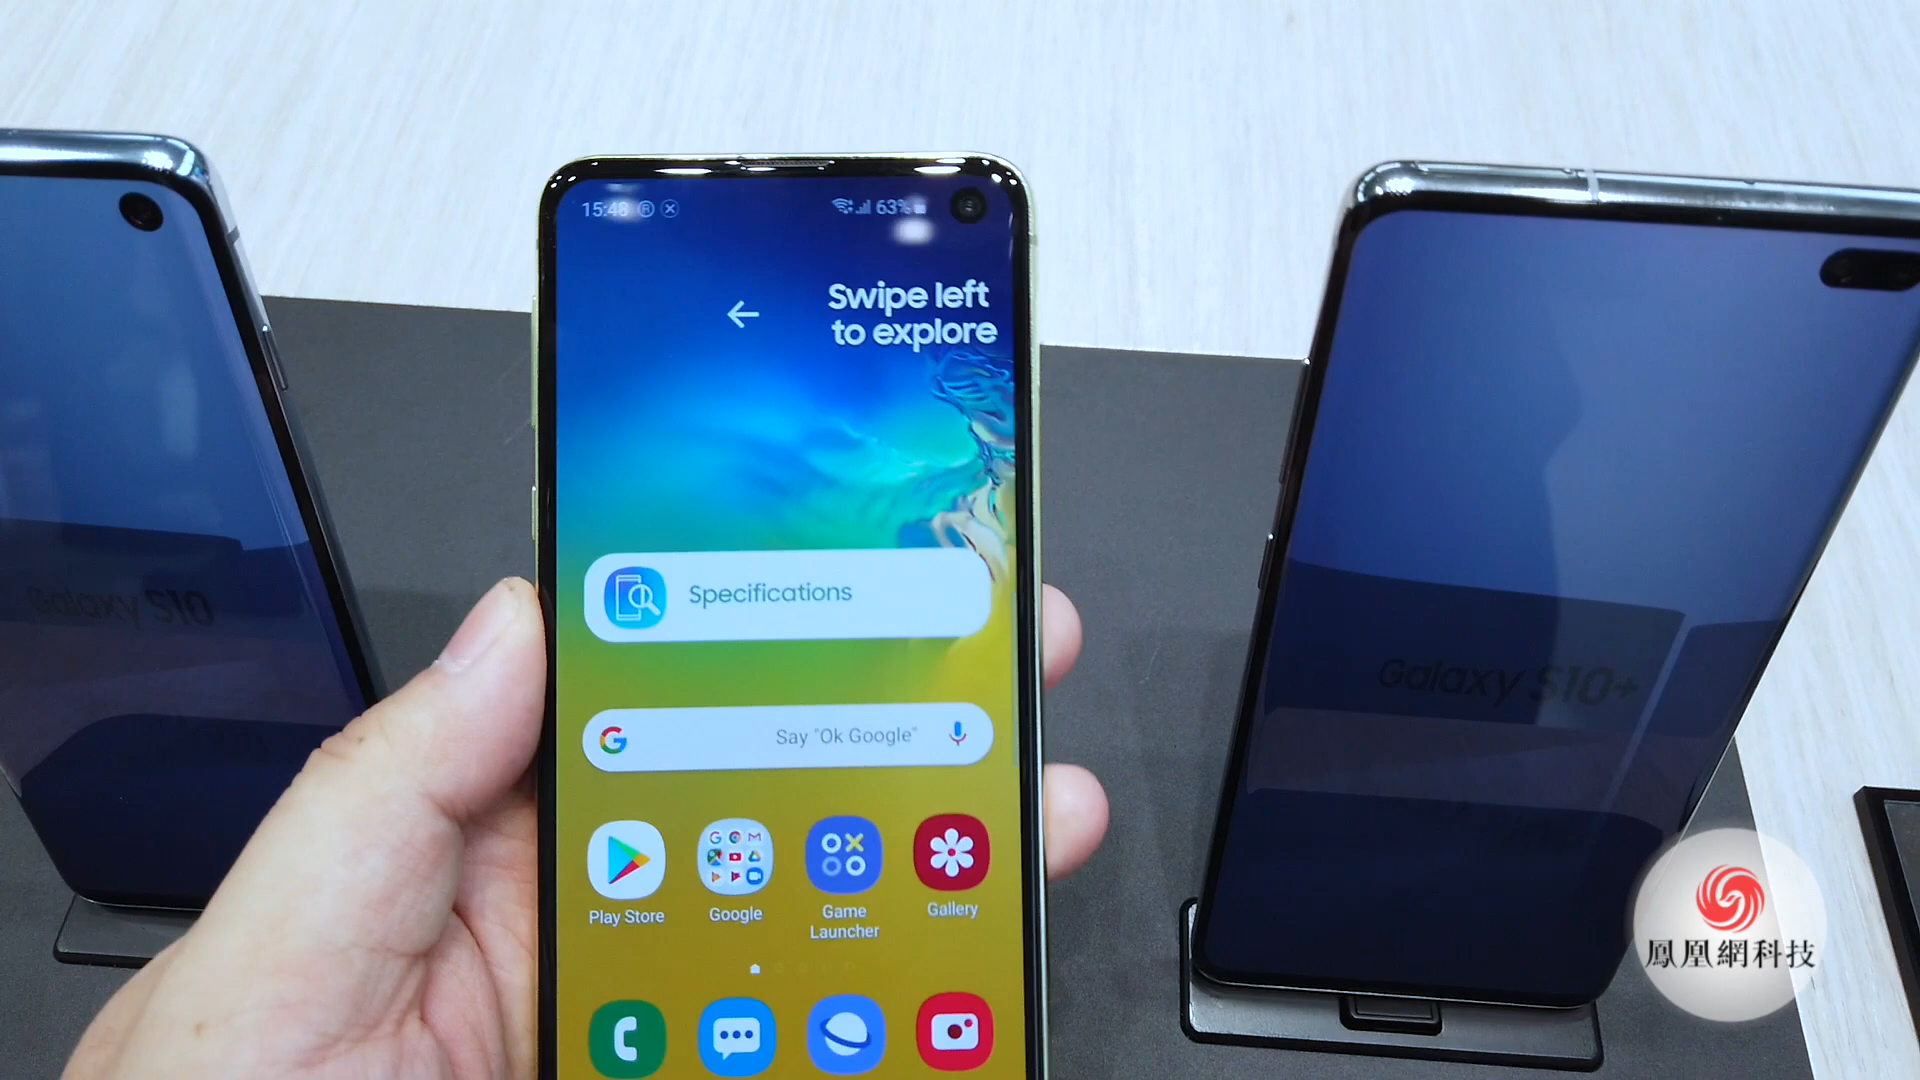 15:48
63%
Swipe left
to explore
Specifications
Say "Ok Google"
Play Store
Google
Game
Launcher
Gallery
Galaxy S10
Galaxy S10+
鳳凰網科技